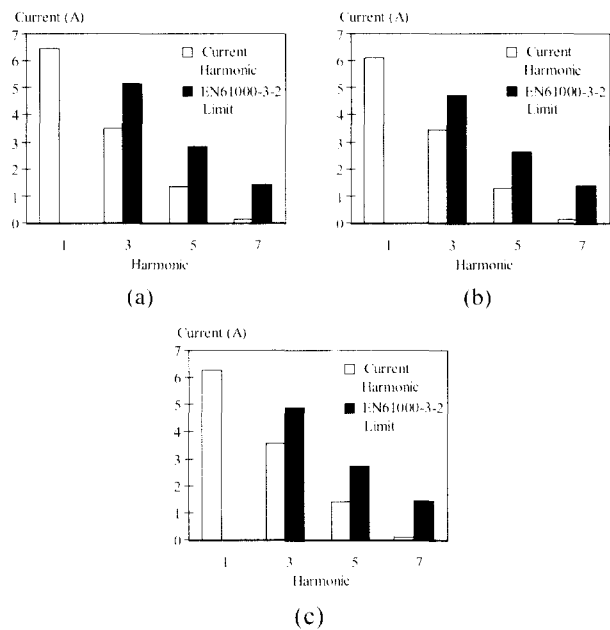 Current (A)
7
6
5
4
3
2
1
0
Current
Harmonic
EN61000-3-2
Limit
1 3 5 7
Harmonic
(a)
Current (A)
7
6
5
4
3
2
1
0
Current
Harmonic
EN61000-3-2
Limit
1 3 5 7
Harmonic
(b)
Current (A)
7
6
5
4
3
2
1
0
Current
Harmonic
EN61000-3-2
Limit
1 3 5 7
Harmonic
(c)